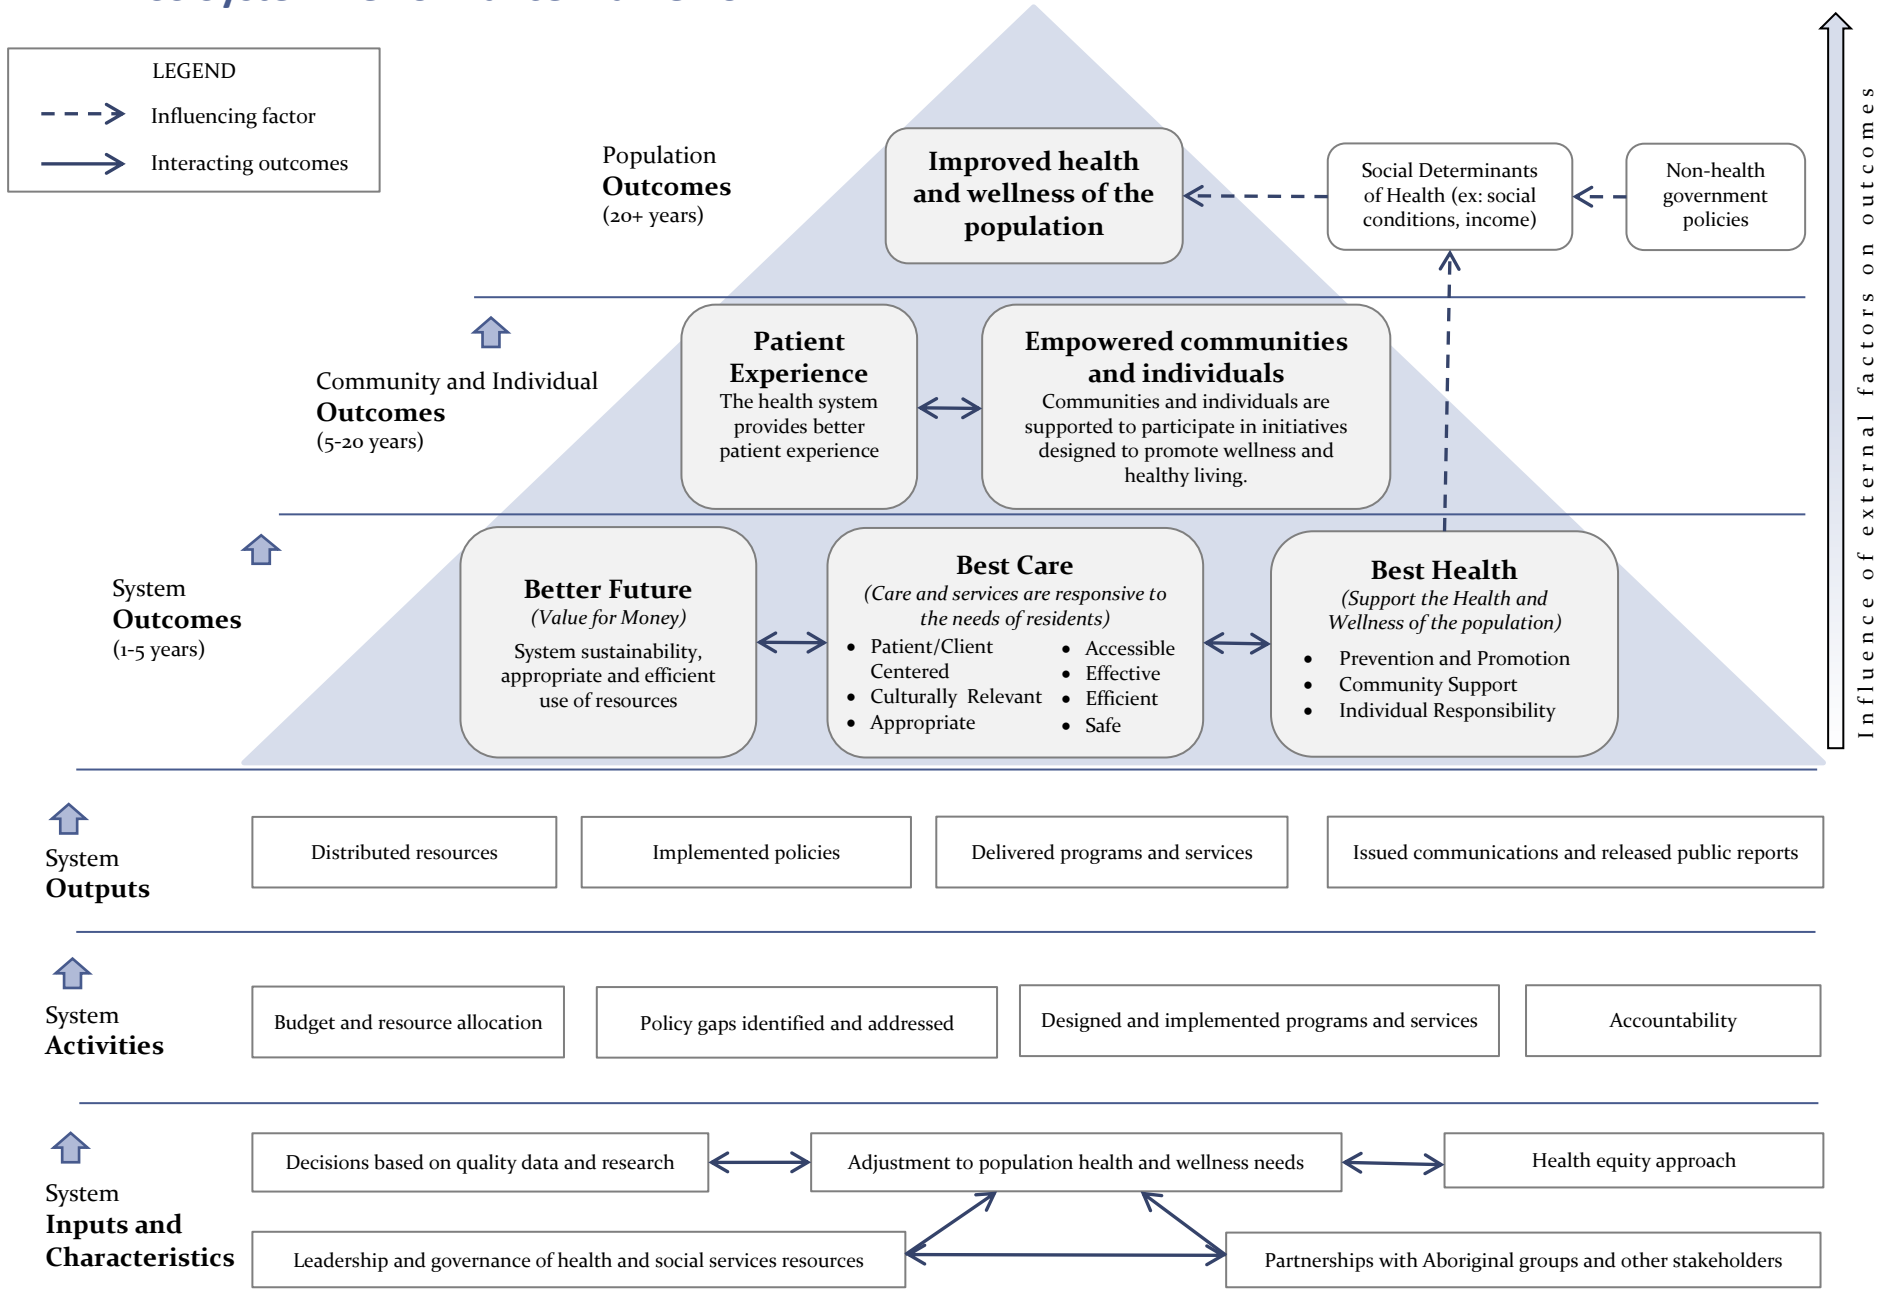 LEGEND
Influencing factor
Interacting outcomes
Population
Outcomes
(20+ years)
Improved health
and wellness of the
population
Social Determinants
of Health (ex: social
conditions, income)
Non-health
government
policies
Influence of external factors on outcomes
Community and Individual
Outcomes
(5-20 years)
Patient
Experience
The health system
provides better
patient experience
Empowered communities
and individuals
Communities and individuals are
supported to participate in initiatives
designed to promote wellness and
healthy living.
System
Outcomes
(1-5 years)
Better Future
(Value for Money)
System sustainability,
appropriate and efficient
use of resources
Best Care
(Care and services are responsive to
the needs of residents)
• Patient/Client
Centered
• Culturally Relevant
• Appropriate
• Accessible
• Effective
• Efficient
• Safe
Best Health
(Support the Health and
Wellness of the population)
• Prevention and Promotion
• Community Support
• Individual Responsibility
System
Outputs
Distributed resources
Implemented policies
Delivered programs and services
Issued communications and released public reports
System
Activities
Budget and resource allocation
Policy gaps identified and addressed
Designed and implemented programs and services
Accountability
System
Inputs and
Characteristics
Decisions based on quality data and research
Adjustment to population health and wellness needs
Health equity approach
Leadership and governance of health and social services resources
Partnerships with Aboriginal groups and other stakeholders